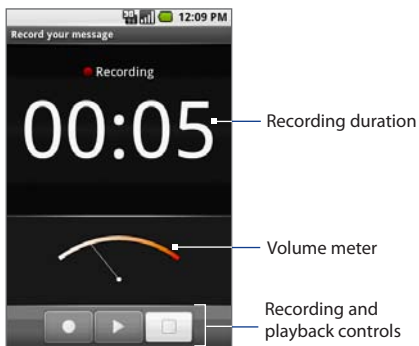 12:09 PM
Record your message
Recording
00:05
Recording duration
Volume meter
Recording and
playback controls